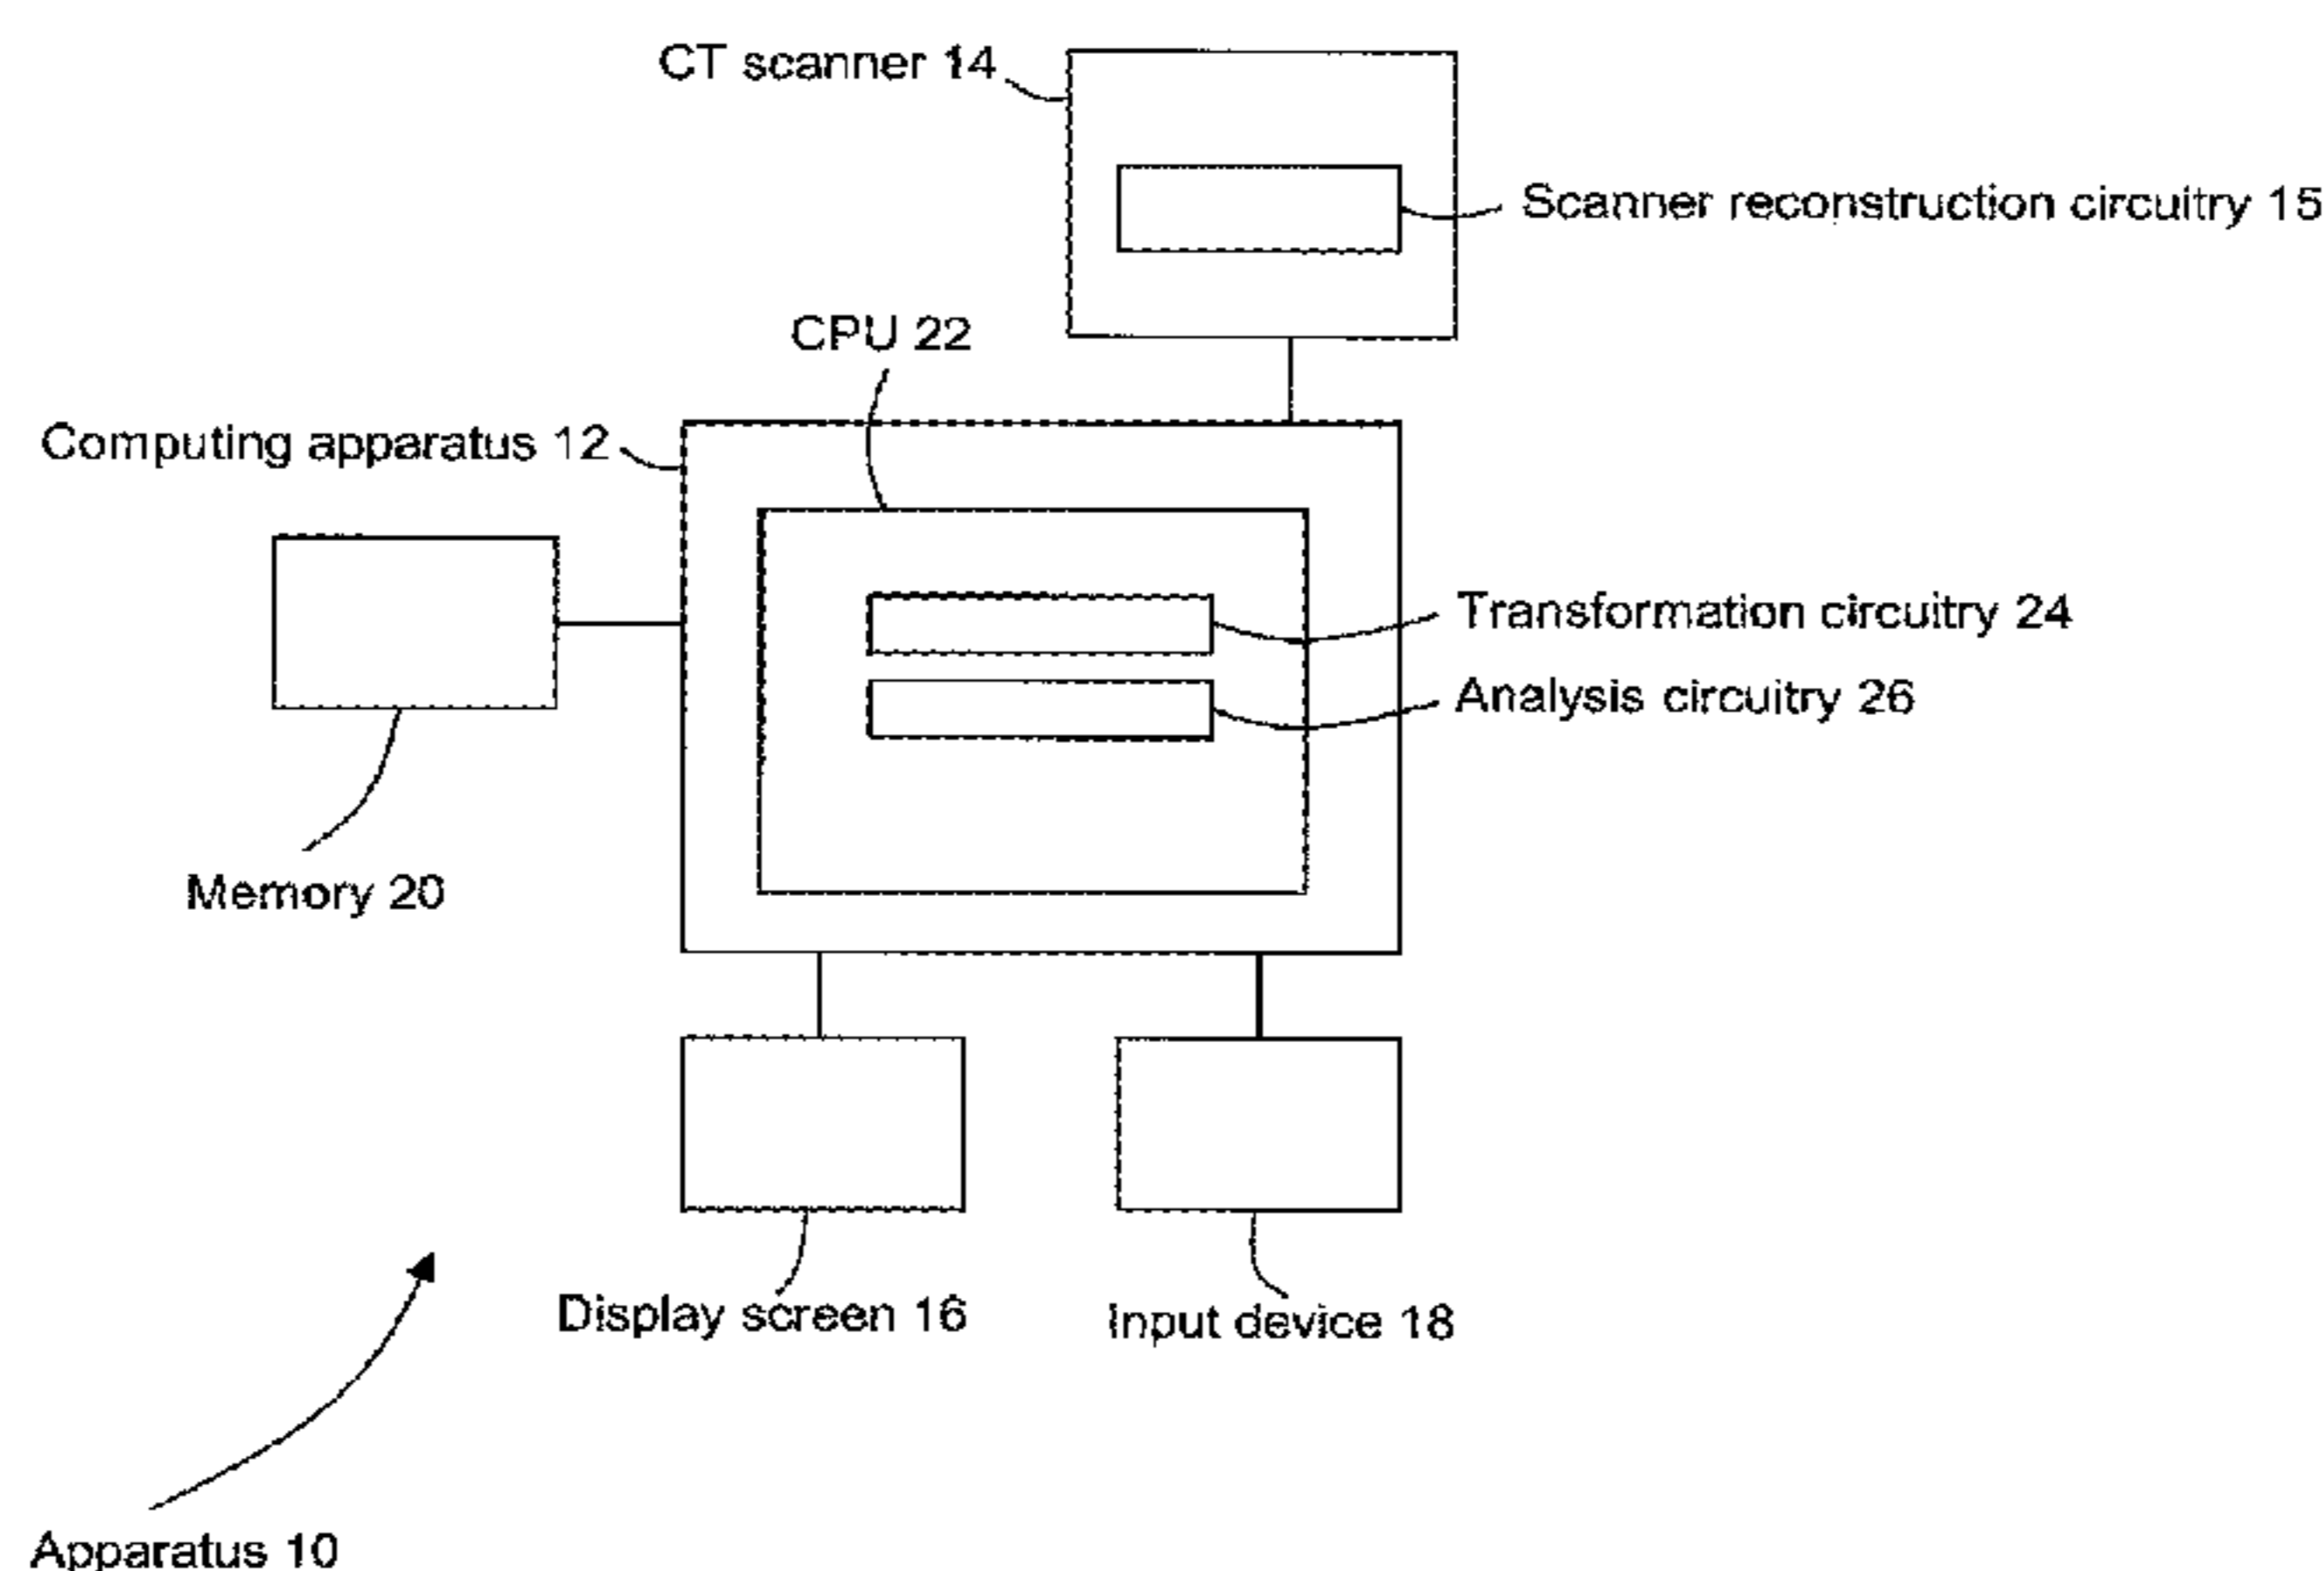 CT scanner 14
Scanner reconstruction circuitry 15
CPU 22
Computing apparatus 12
Transformation circuitry 24
Analysis circuitry 26
Memory 20
Display screen 16
Input device 18
Apparatus 10